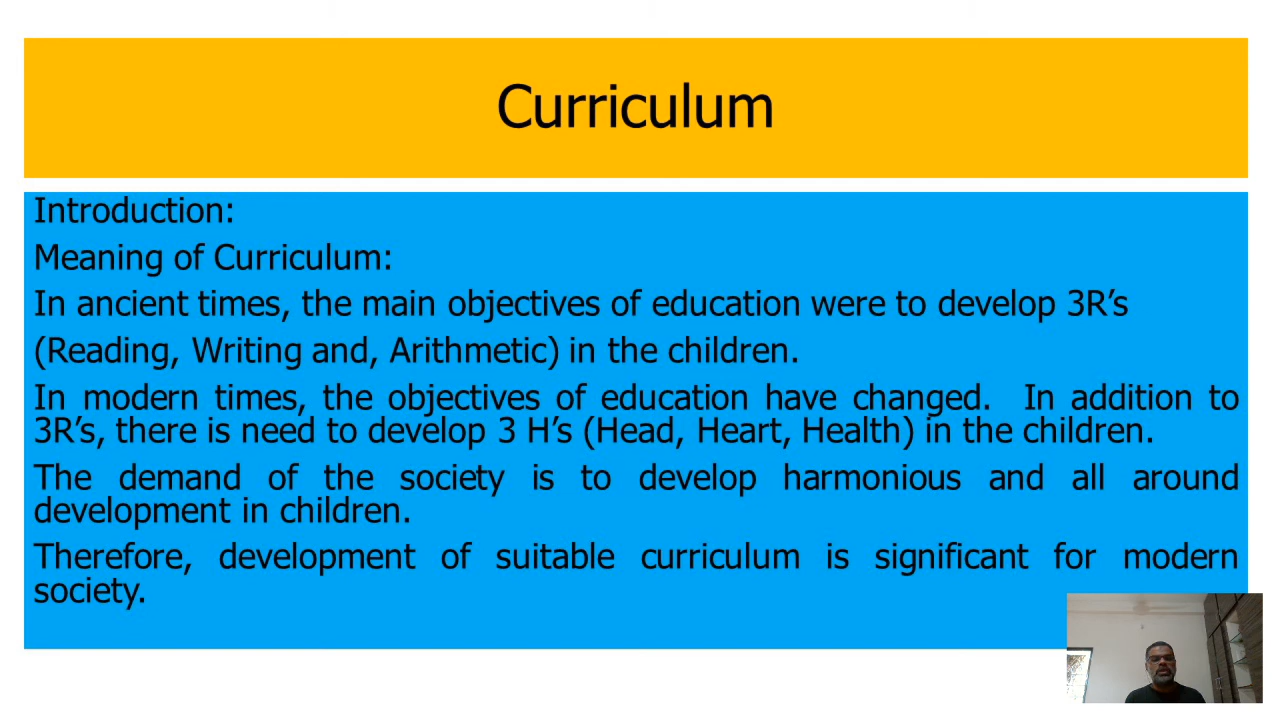 Curriculum
Introduction:
Meaning of Curriculum:
In ancient times, the main objectives of education were to develop 3R’s
(Reading, Writing and, Arithmetic) in the children.
In modern times, the objectives of education have changed. In addition to
3R’s, there is need to develop 3 H’s (Head, Heart, Health) in the children.
The demand of the society is to develop harmonious and all around
development in children.
Therefore, development of suitable curriculum is significant for modern
society.